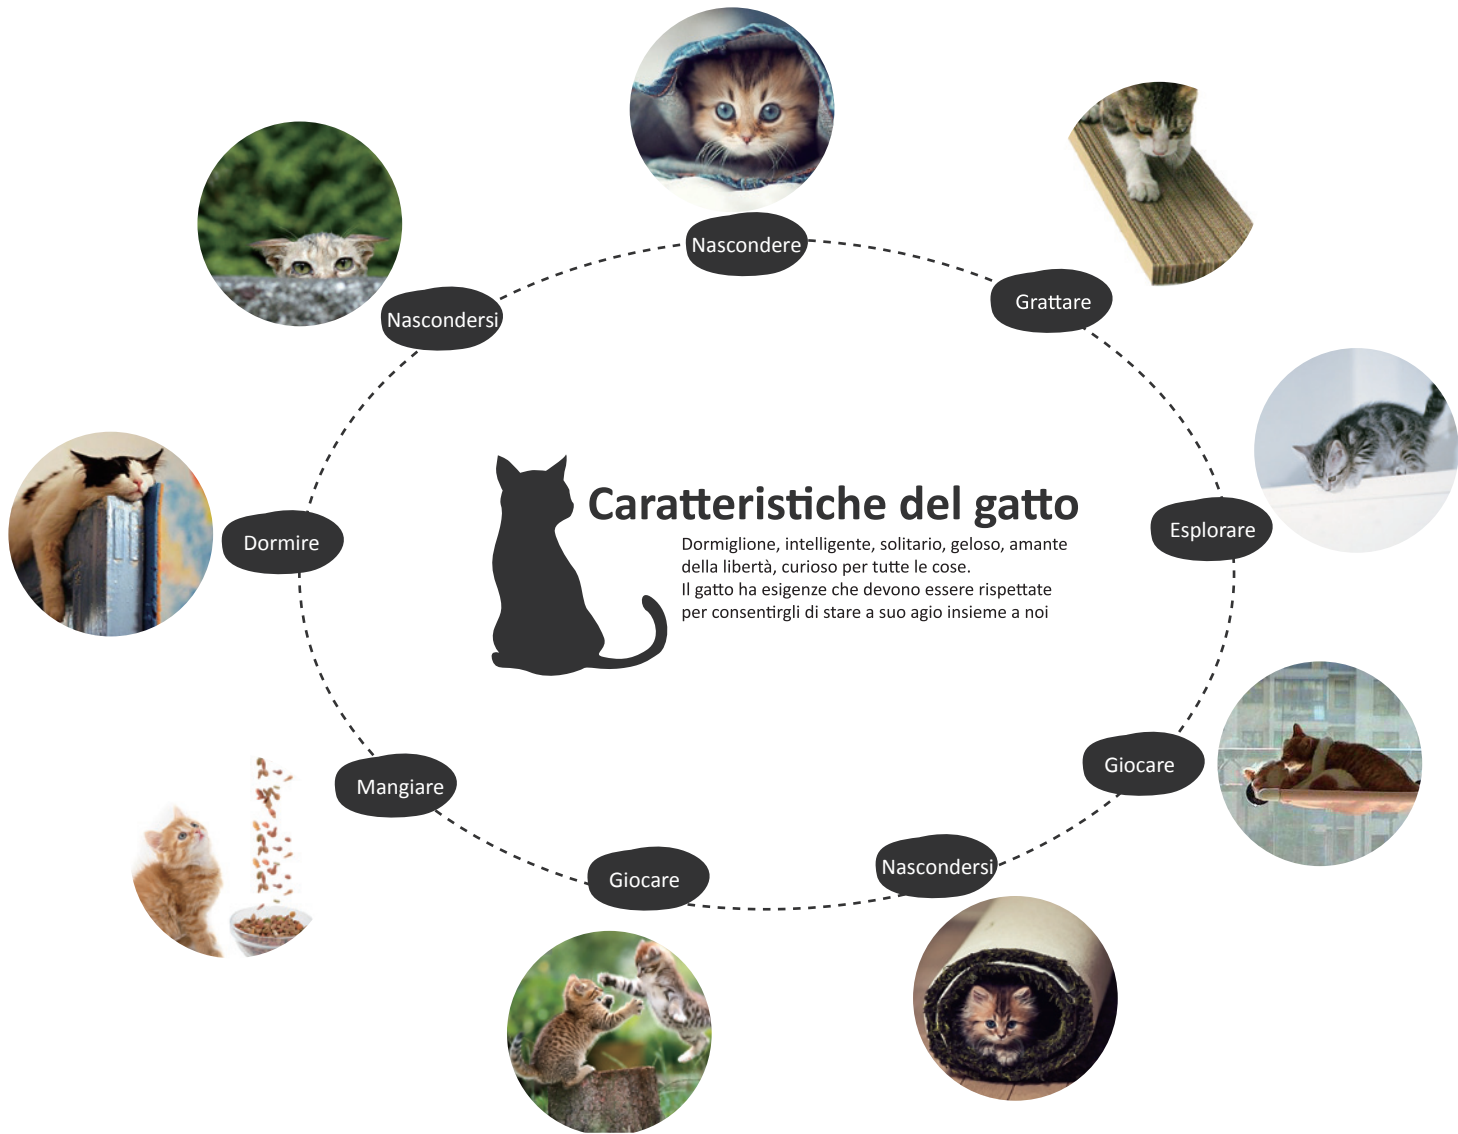 Nascondere
Grattare
Nascondersi
Caratteristiche del gatto
Dormiglione, intelligente, solitario, geloso, amante
della libertà, curioso per tutte le cose.
Il gatto ha esigenze che devono essere rispettate
per consentirgli di stare a suo agio insieme a noi
Esplorare
Dormire
Giocare
Mangiare
Nascondersi
Giocare